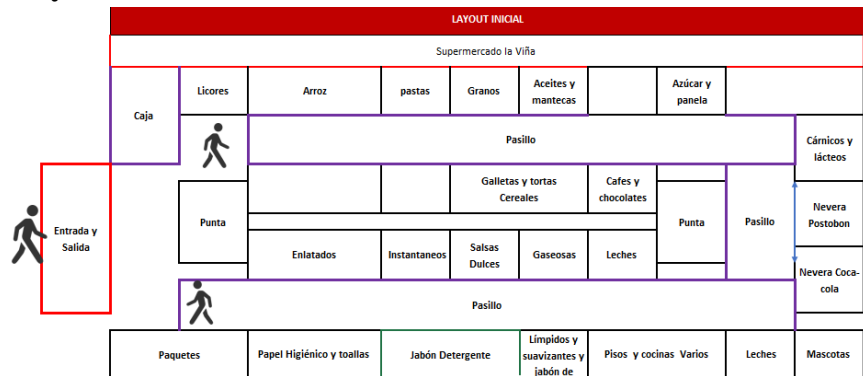 LAYOUT INICIAL
Supermercado la Viña
Caja
Licores
Arroz
pastas
Granos
Aceites y
mantecas
Azúcar y
panela
Pasillo
Cárnicos y
lácteos
Entrada y
Salida
Punta
Galletas y tortas
Cereales
Cafes y
chocolates
Punta
Pasillo
Nevera
Postobon
Enlatados
Instantaneos
Salsas
Dulces
Gaseosas
Leches
Nevera Coca-
cola
Pasillo
Paquetes
Papel Higiénico y toallas
Jabón Detergente
Límpidos y
suavizantes y
jabón de
Pisos y cocinas Varios
Leches
Mascotas